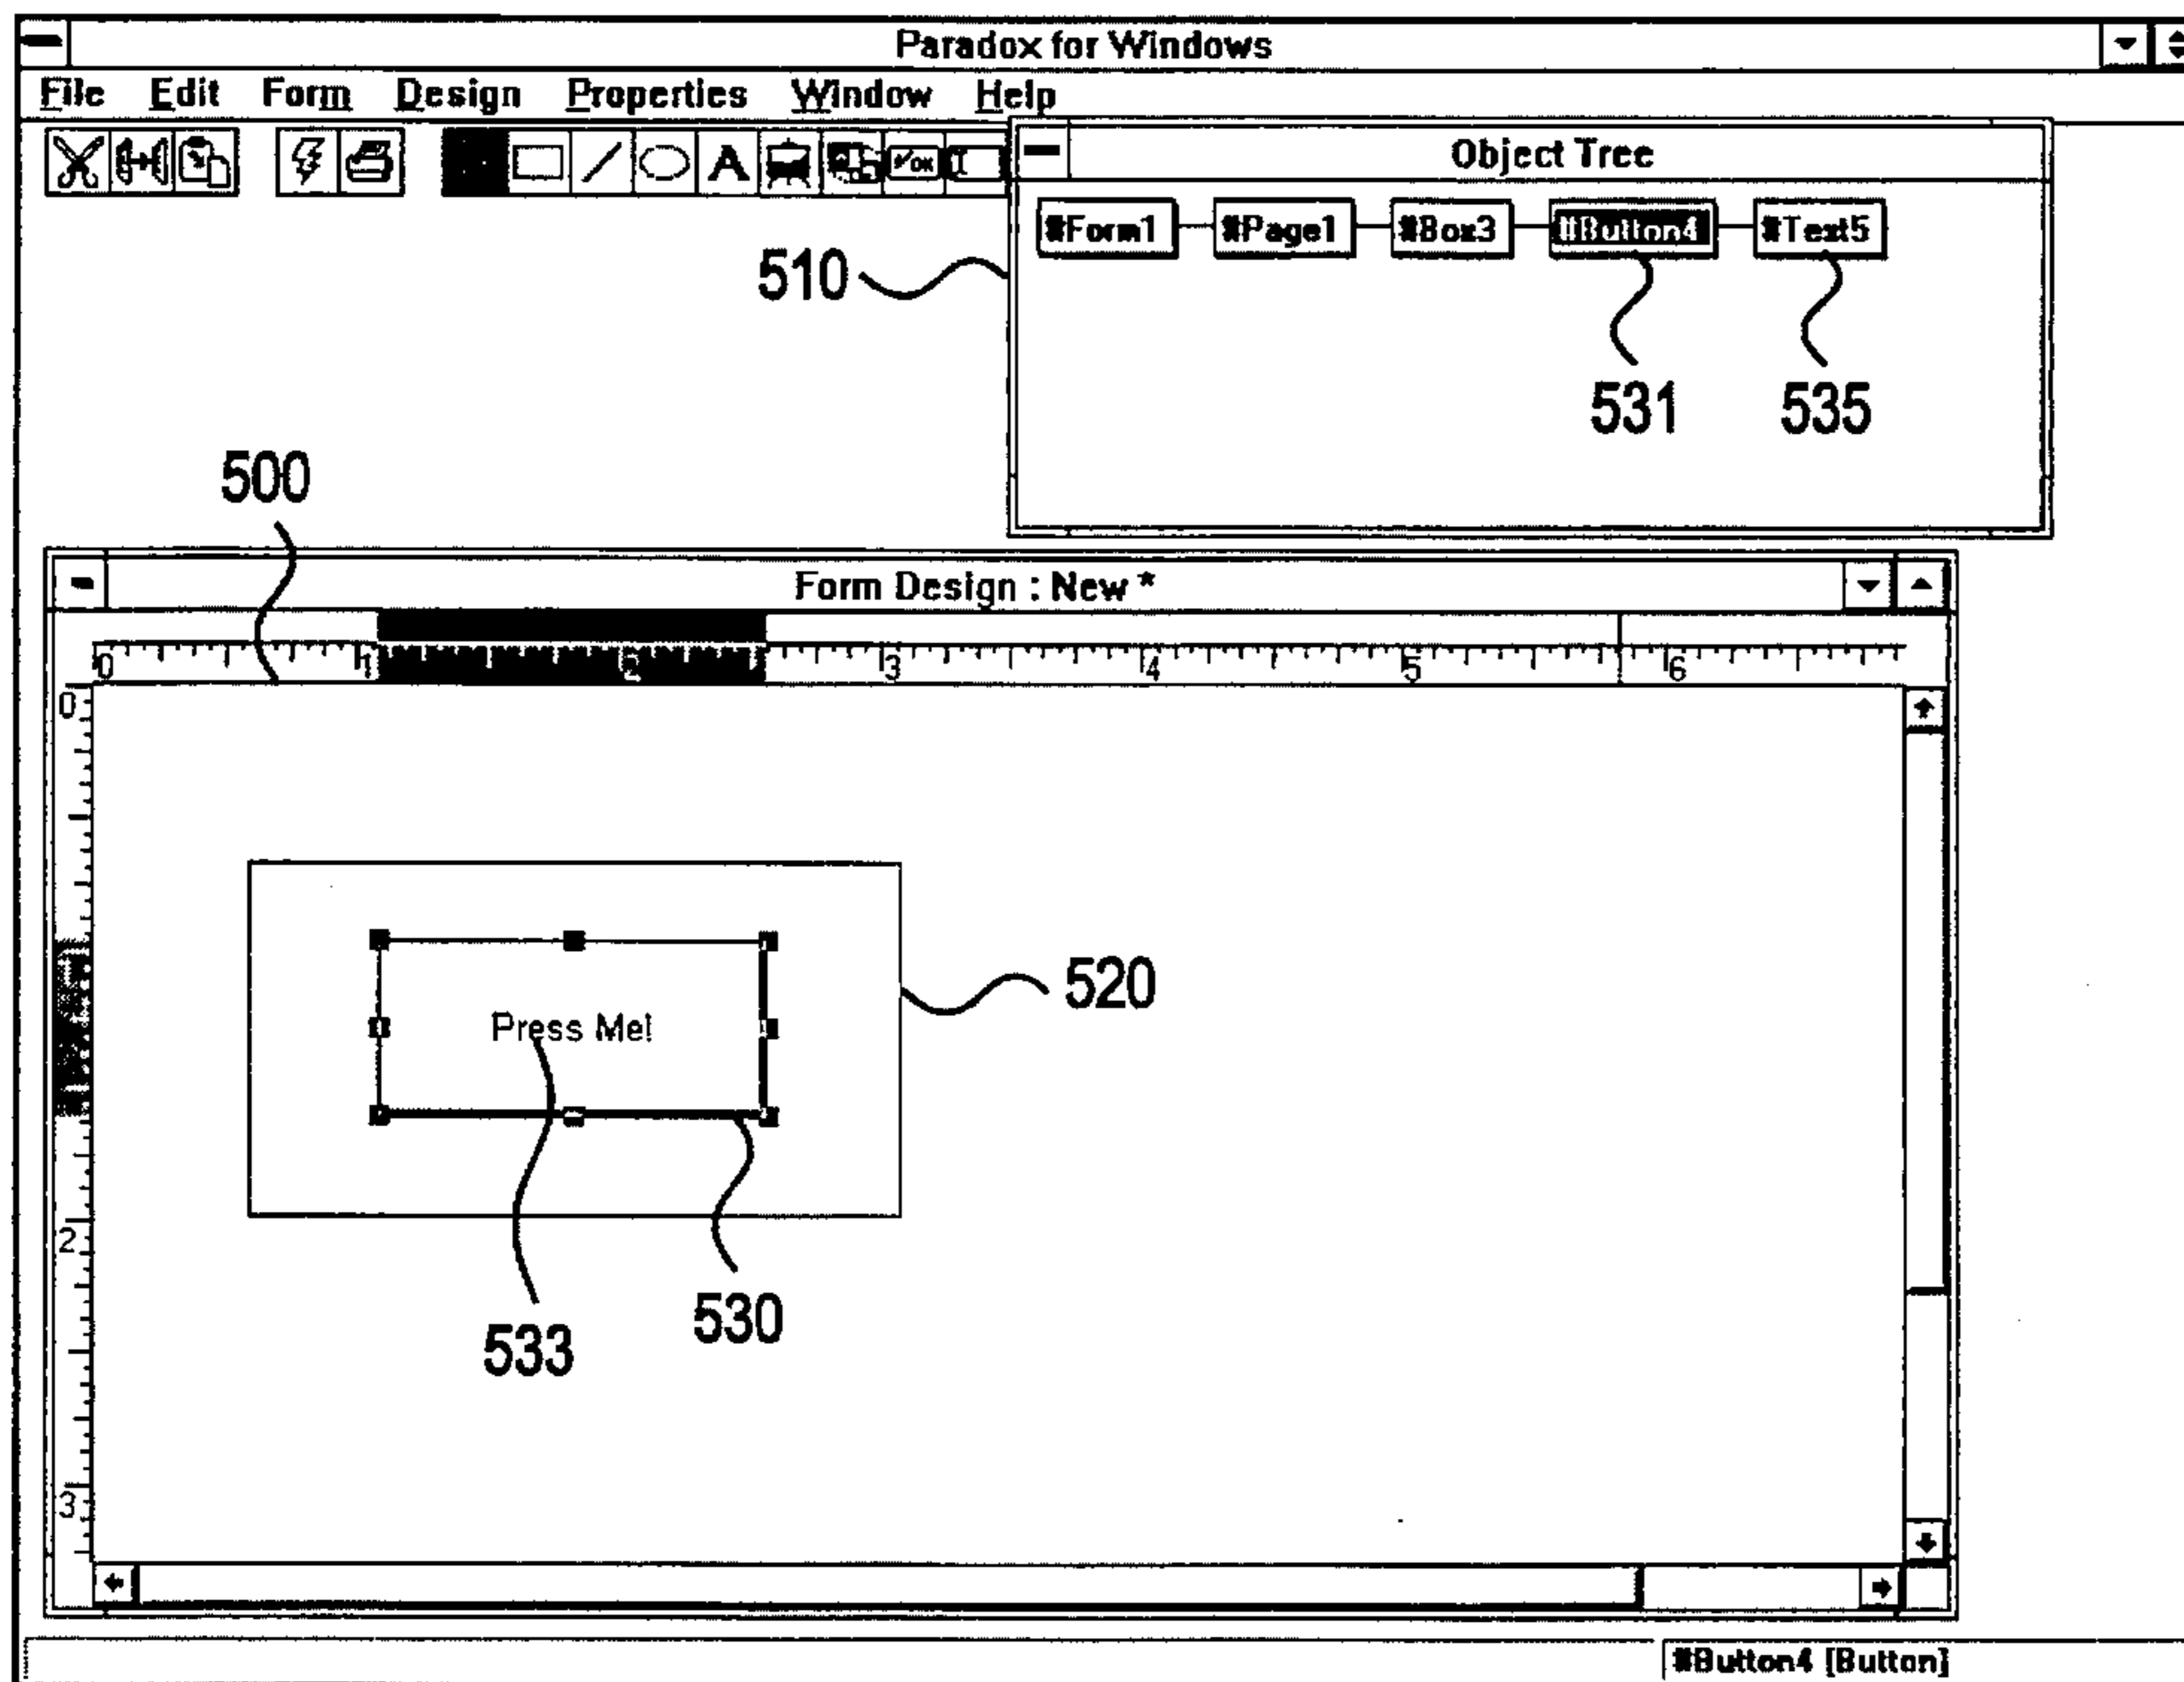 Paradox for Windows
File Edit Form Design Properties Window Help
A OK
Object Tree
#Form1 #Page1 #Box3 #Button4 #Text5
510
531 535
500
Form Design : New *
0 1 2 3 4 5 6
0
Press Me!
520
2
530
533
3
#Button4 [Button]